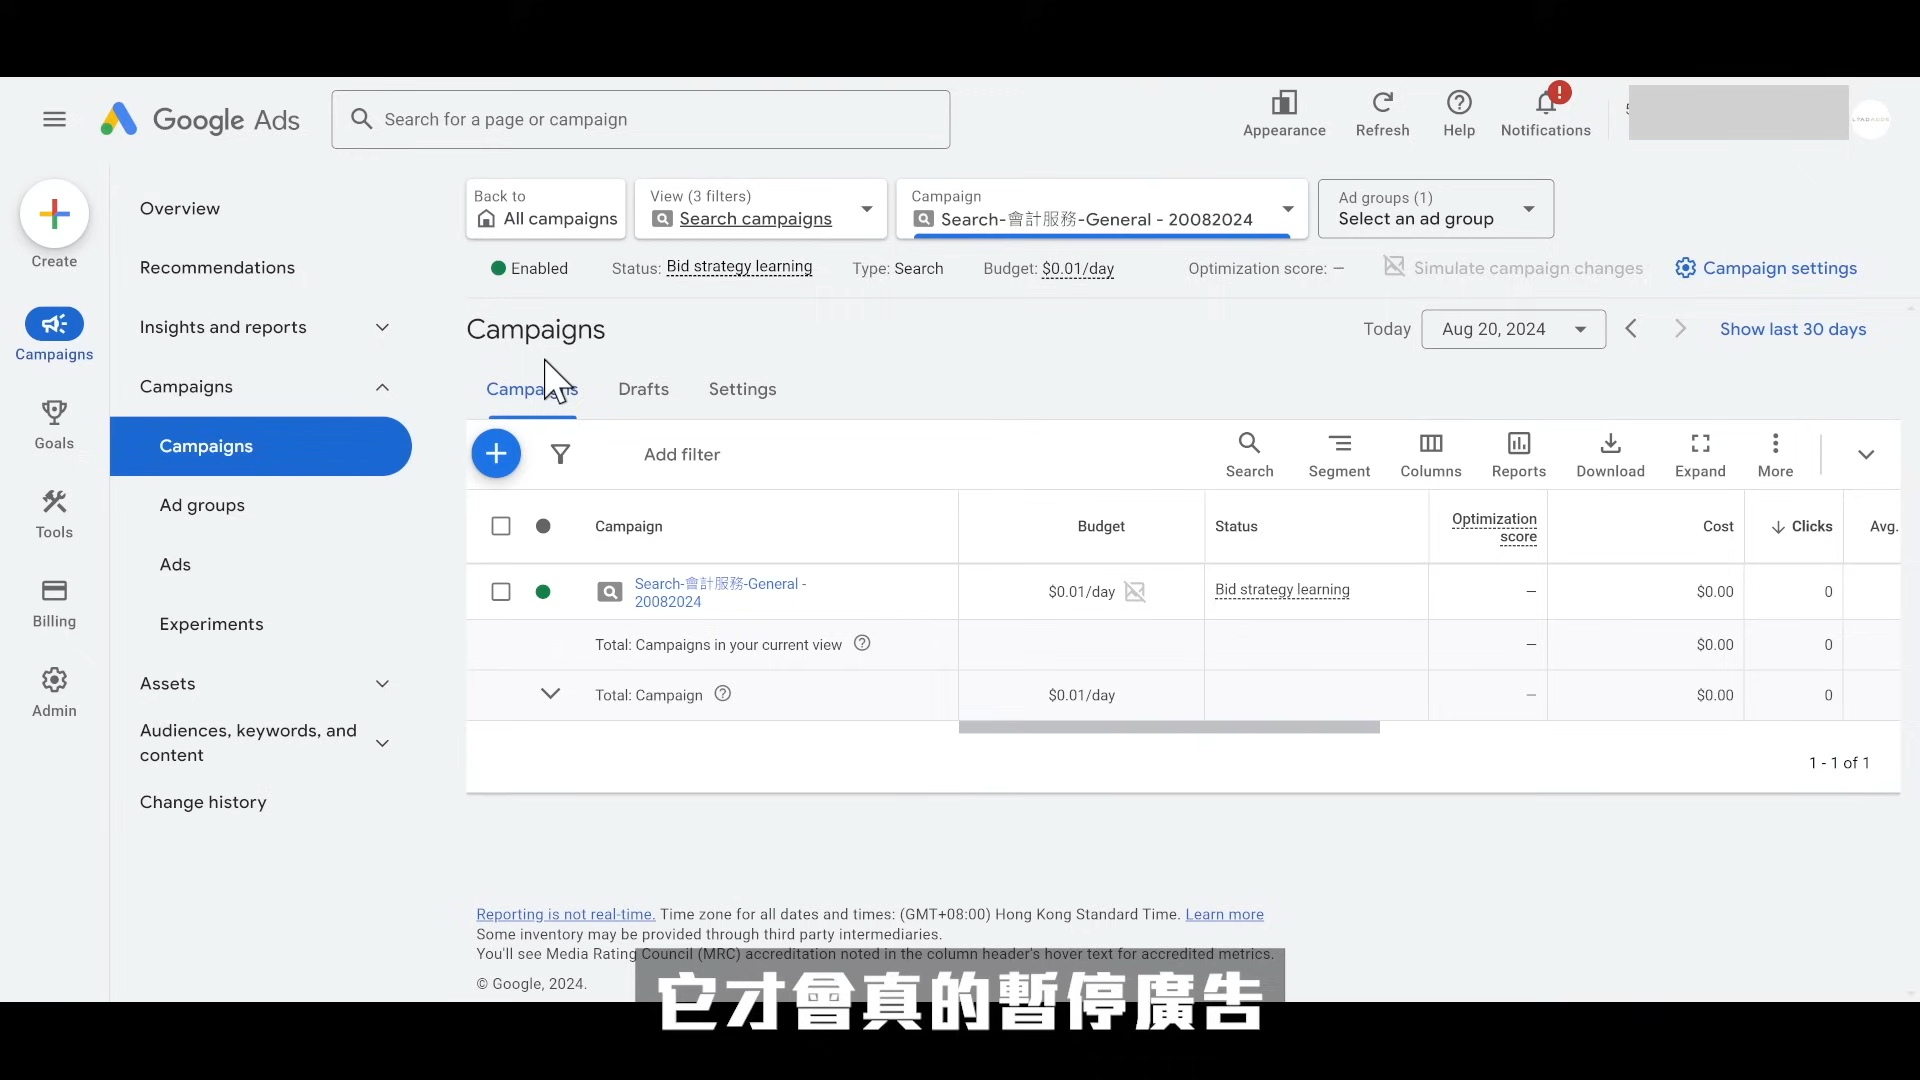 Google Ads
Search for a page or campaign
Appearance
Refresh
Help
Notifications
!
Create
Campaigns
Goals
Tools
Billing
Admin
Overview
Recommendations
Insights and reports
Campaigns
Campaigns
Ad groups
Ads
Experiments
Assets
Audiences, keywords, and
content
Change history
Back to
All campaigns
View (3 filters)
Search campaigns
Campaign
Search-會計服務-General - 20082024
Ad groups (1)
Select an ad group
Enabled
Status: Bid strategy learning
Type: Search
Budget: $0.01/day
Optimization score: –
Simulate campaign changes
Campaign settings
Campaigns
Today
Aug 20, 2024
Show last 30 days
Campaigns
Drafts
Settings
Add filter
Search
Segment
Columns
Reports
Download
Expand
More
Campaign
Budget
Status
Optimization
score
Cost
Clicks
Avg.
Search-會計服務-General -
20082024
$0.01/day
Bid strategy learning
–
$0.00
0
Total: Campaigns in your current view
–
$0.00
0
Total: Campaign
$0.01/day
–
$0.00
0
1 - 1 of 1
Reporting is not real-time. Time zone for all dates and times: (GMT+08:00) Hong Kong Standard Time. Learn more
Some inventory may be provided through third party intermediaries.
You'll see Media Rating Council (MRC) accreditation noted in the column header's hover text for accredited metrics.
© Google, 2024.
它才會真的暫停廣告